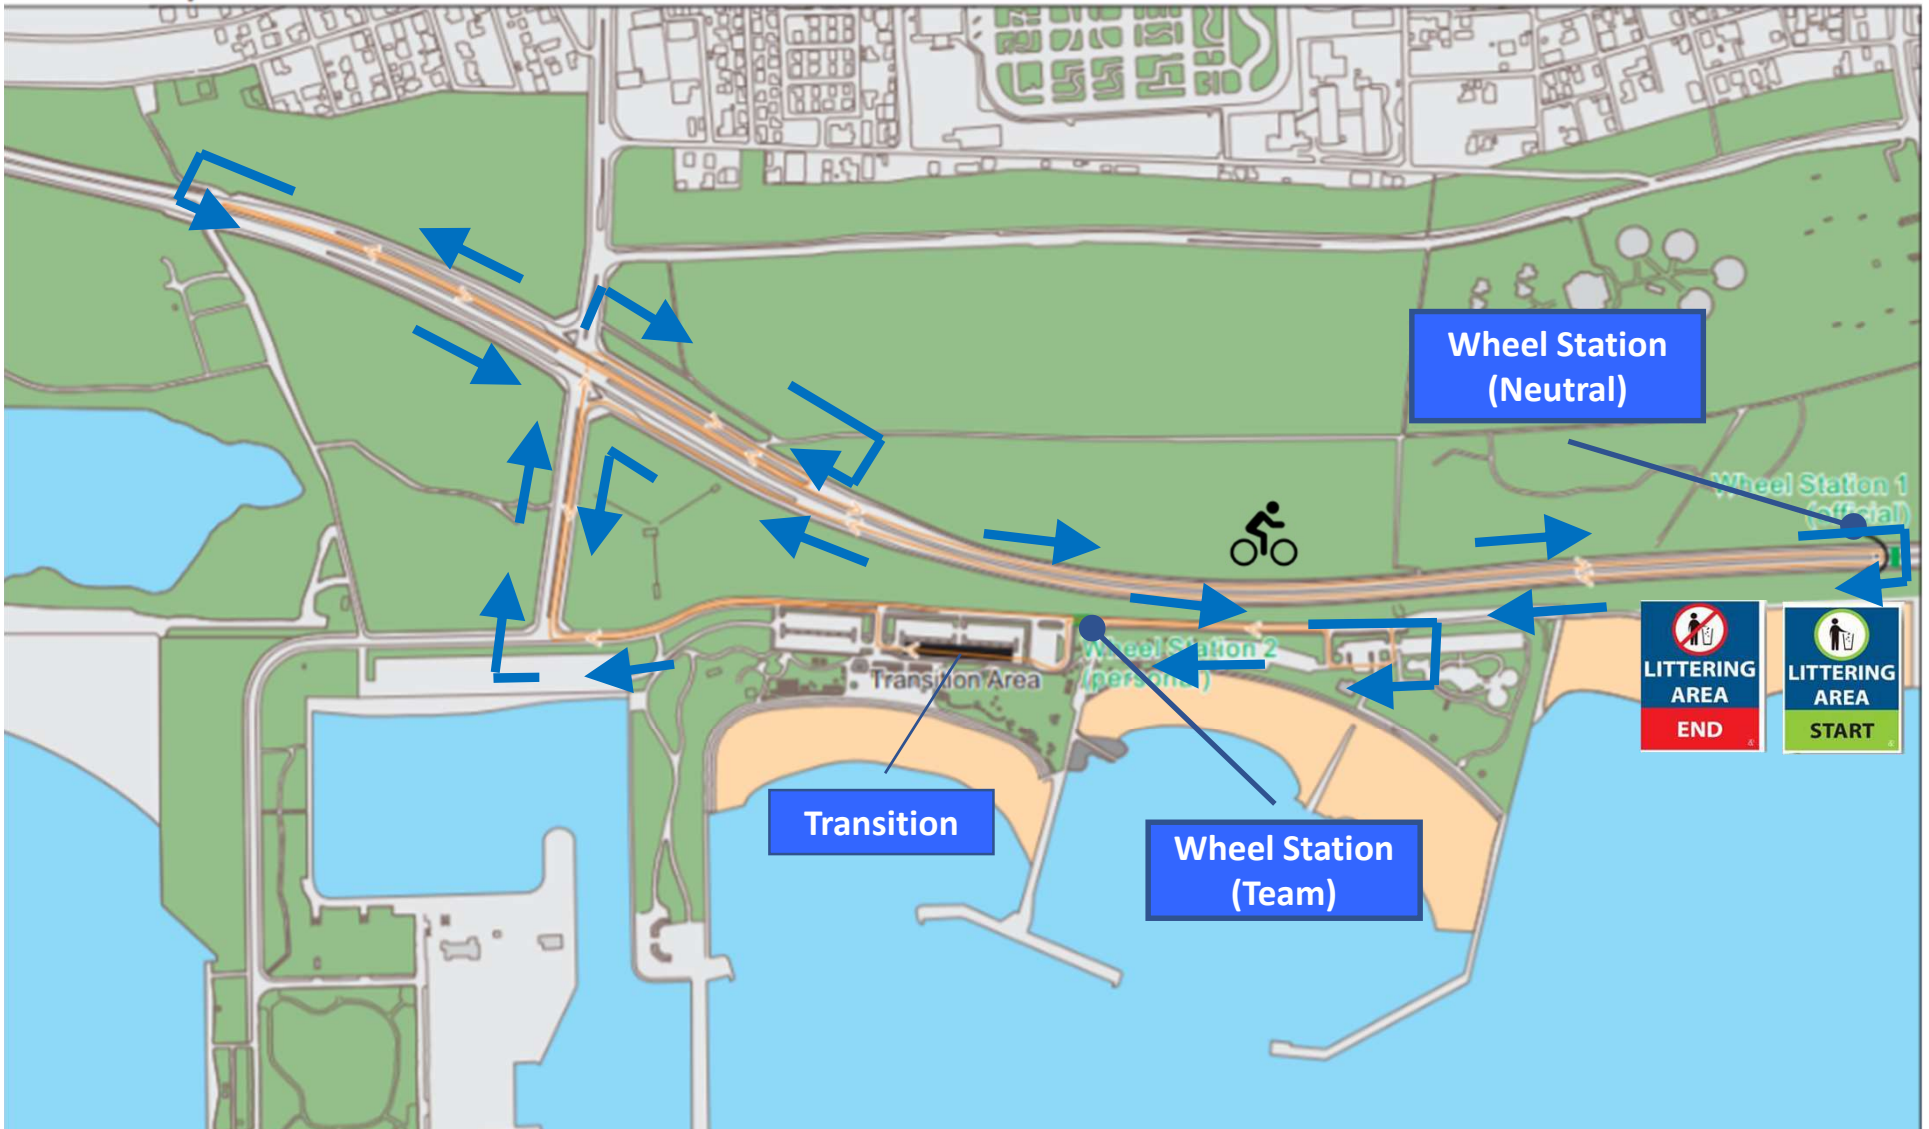 Wheel Station
(Neutral)
Wheel Station 1
(official)
Wheel Station 2
(personal)
Transition Area
LITTERING
AREA
END
LITTERING
AREA
START
Transition
Wheel Station
(Team)